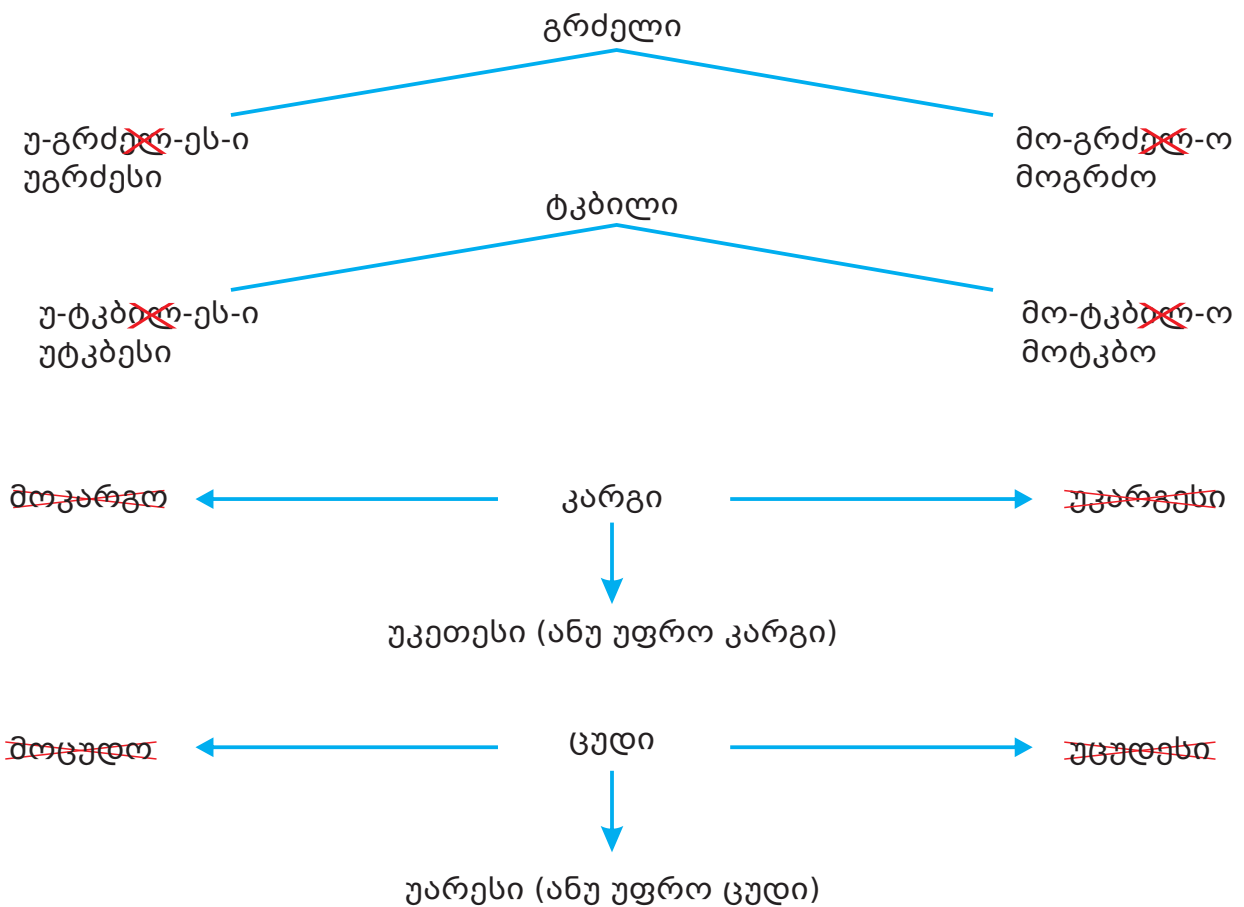 გრძელი
უ-გრძელ-ეს-ი
უგრძესი
მო-გრძელ-ო
მოგრძო
ტკბილი
უ-ტკბილ-ეს-ი
უტკბესი
მო-ტკბილ-ო
მოტკბო
მოკარგო კარგი უკარგესი
უკეთესი (ანუ უფრო კარგი)
მოცუდო ცუდი უცუდესი
უარესი (ანუ უფრო ცუდი)